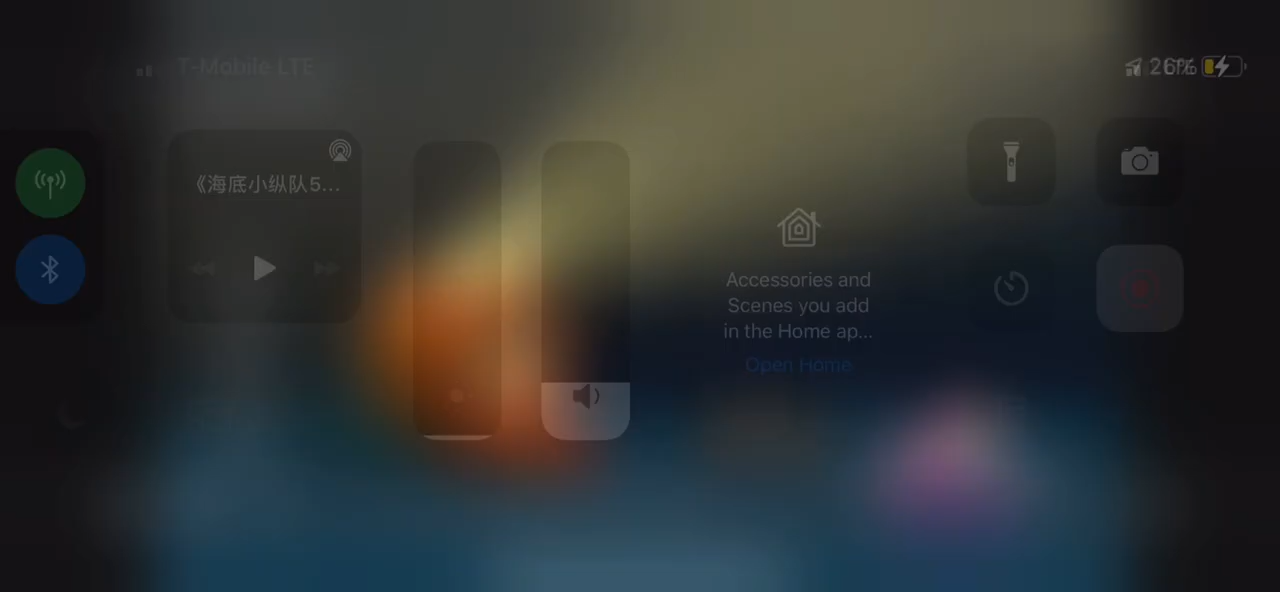 T-Mobile LTE
26%
《海底小纵队5...
Accessories and
Scenes you add
in the Home ap...
Open Home